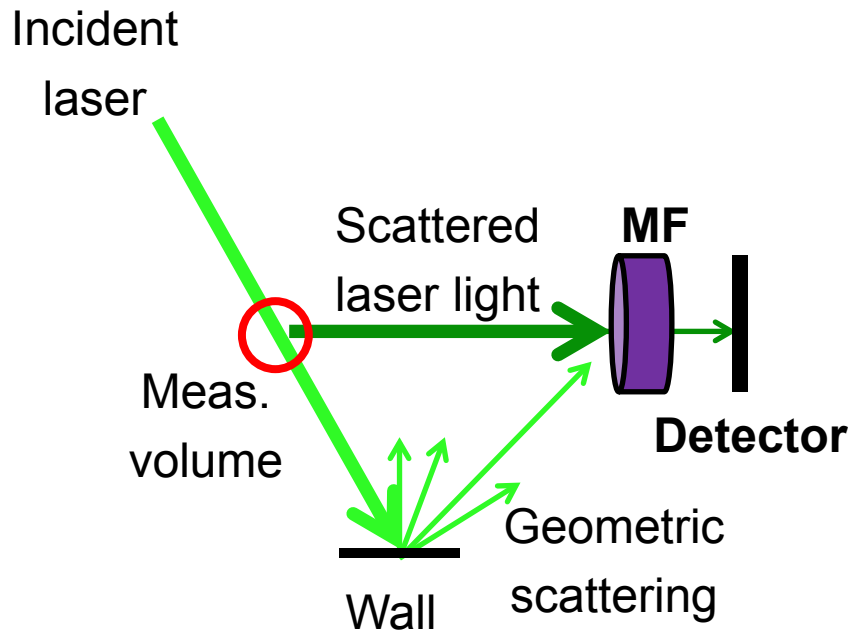 Incident
laser
Scattered
laser light
MF
Meas.
volume
Detector
Geometric
scattering
Wall